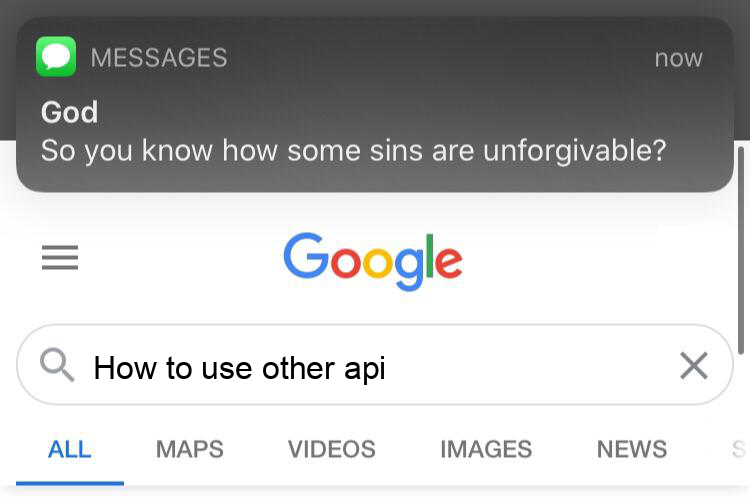 MESSAGES now
God
So you know how some sins are unforgivable?
Google
How to use other api
ALL MAPS VIDEOS IMAGES NEWS S